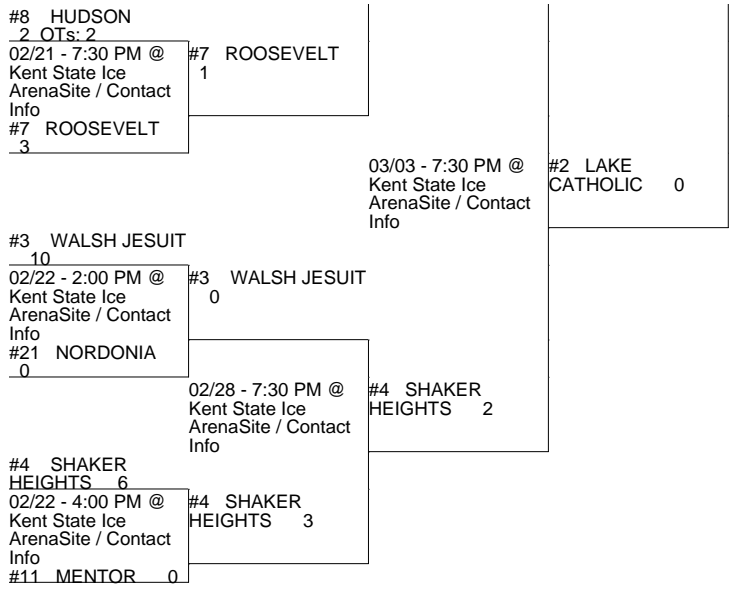 #8 HUDSON
2 OTs: 2
02/21 - 7:30 PM @
Kent State Ice
ArenaSite / Contact
Info
#7 ROOSEVELT
3
#7 ROOSEVELT
1
03/03 - 7:30 PM @
Kent State Ice
ArenaSite / Contact
Info
#2 LAKE
CATHOLIC 0
#3 WALSH JESUIT
10
02/22 - 2:00 PM @
Kent State Ice
ArenaSite / Contact
Info
#21 NORDONIA
0
#3 WALSH JESUIT
0
02/28 - 7:30 PM @
Kent State Ice
ArenaSite / Contact
Info
#4 SHAKER
HEIGHTS 2
#4 SHAKER
HEIGHTS 6
02/22 - 4:00 PM @
Kent State Ice
ArenaSite / Contact
Info
#11 MENTOR 0
#4 SHAKER
HEIGHTS 3